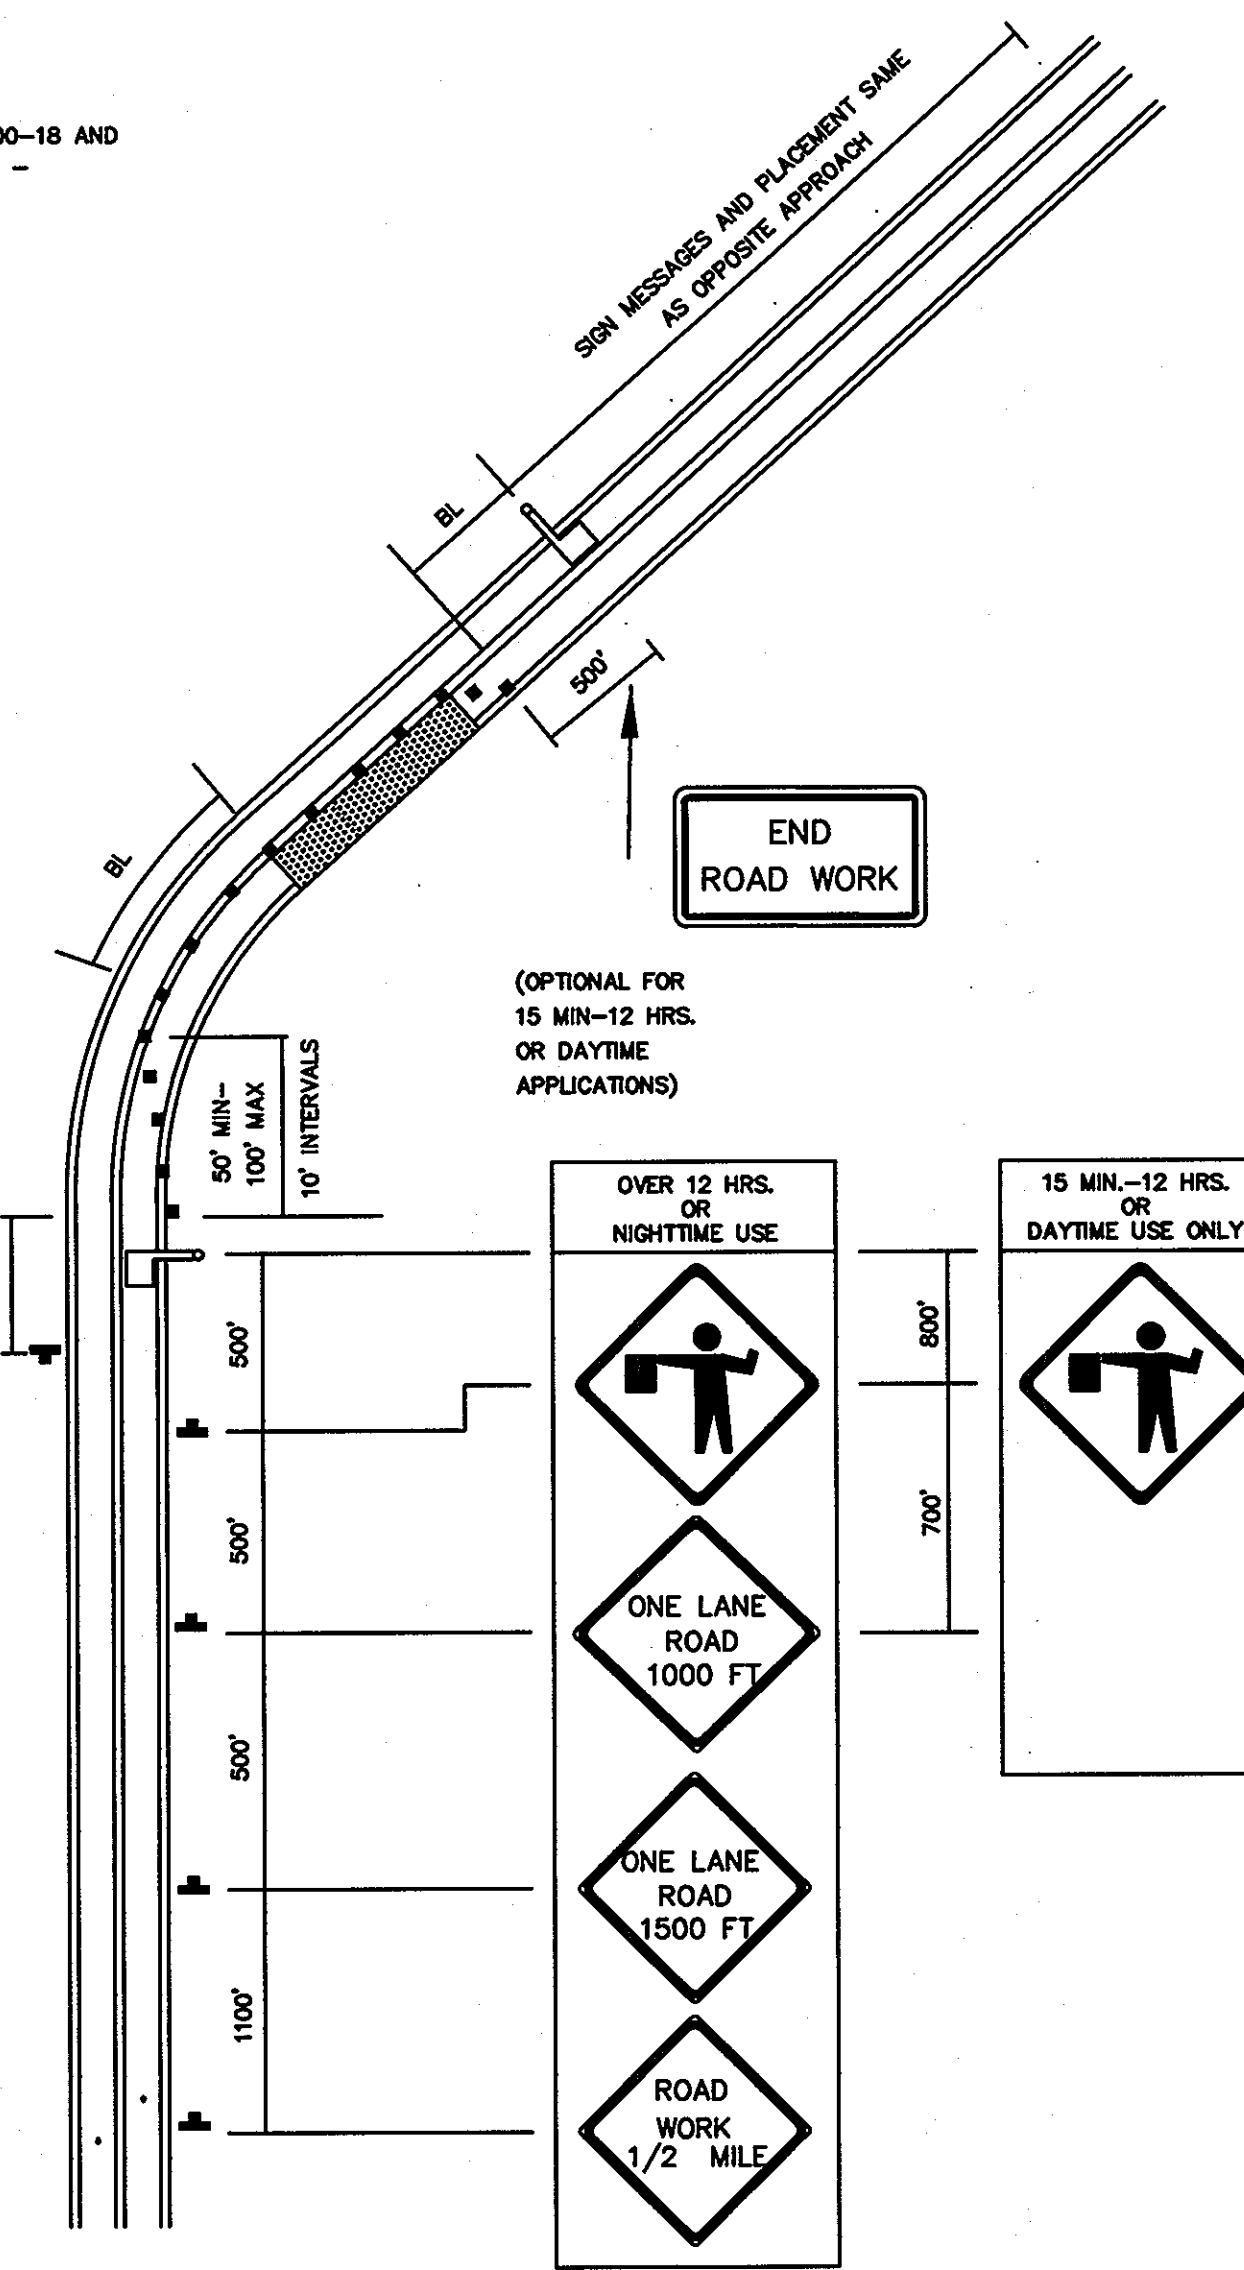 00-18 AND
-
SIGN MESSAGES AND PLACEMENT SAME
AS OPPOSITE APPROACH
BL
500'
BL
END
ROAD WORK
(OPTIONAL FOR
15 MIN-12 HRS.
OR DAYTIME
APPLICATIONS)
50' MIN-
100' MAX
10' INTERVALS
OVER 12 HRS.
OR
NIGHTTIME USE
15 MIN.-12 HRS.
OR
DAYTIME USE ONLY
500'
800'
500'
700'
ONE LANE
ROAD
1000 FT
500'
ONE LANE
ROAD
1500 FT
1100'
ROAD
WORK
1/2 MILE